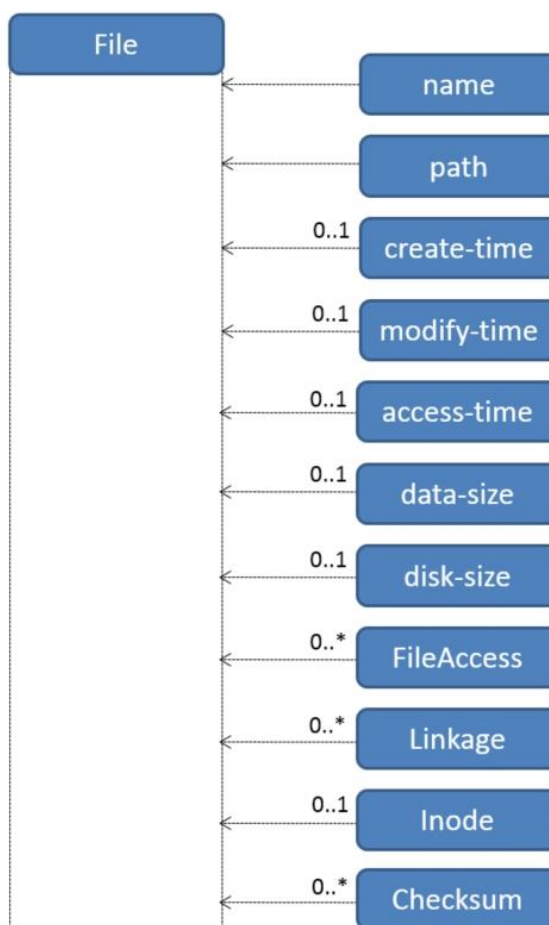 File
name
path
0..1
create-time
0..1
modify-time
0..1
access-time
0..1
data-size
0..1
disk-size
0..*
FileAccess
0..*
Linkage
0..1
Inode
0..*
Checksum